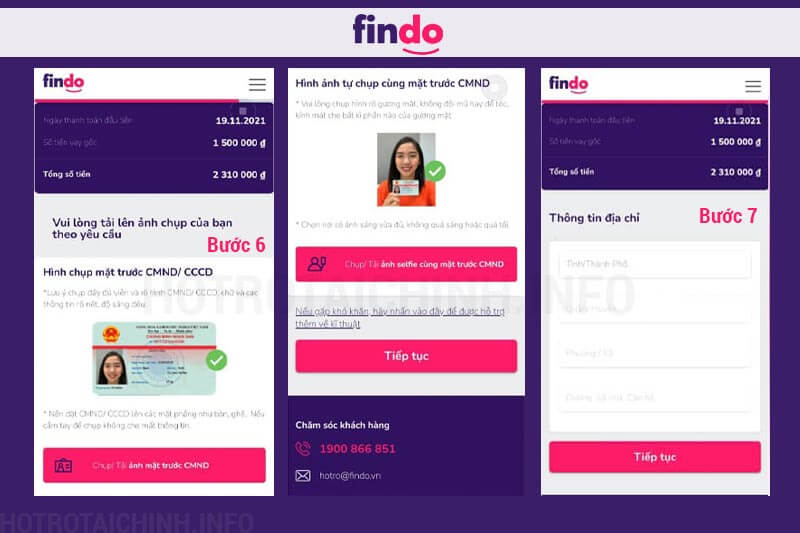 findo
findo
Ngày thanh toán đầu tiên 19.11.2021
Số tiền vay gốc 1 500 000 ₫
Tổng số tiền 2 310 000 ₫
Vui lòng tải lên ảnh chụp của bạn
theo yêu cầu
Bước 6
Hình chụp mặt trước CMND/ CCCD
*Lưu ý chụp đầy đủ viền và rõ hình CMND/ CCCD, chữ và các
thông tin rõ nét, độ sáng đều.
CỘNG HÒA XÃ HỘI CHỦ NGHĨA VIỆT NAM
* Nên đặt CMND/ CCCD lên các mặt phẳng như bàn, ghế,. Nếu
cầm tay để chụp không che mất thông tin.
Chụp/ Tải ảnh mặt trước CMND
Hình ảnh tự chụp cùng mặt trước CMND
* Vui lòng chụp hình rõ gương mặt, không đội mũ hay để tóc,
kính mát che bất kì phần nào của gương mặt
* Chọn nơi có ánh sáng vừa đủ, không quá sáng hoặc quá tối.
Chụp/ Tải ảnh selfie cùng mặt trước CMND
Nếu gặp khó khăn, hãy nhấn vào đây để được hỗ trợ
thêm về kĩ thuật.
Tiếp tục
Chăm sóc khách hàng
1900 866 851
hotro@findo.vn
findo
Ngày thanh toán đầu tiên 19.11.2021
Số tiền vay gốc 1 500 000 ₫
Tổng số tiền 2 310 000 ₫
Bước 7
Thông tin địa chỉ
Tỉnh/Thành Phố
Quận/ Huyện
Phường / Xã
Đường, Số nhà, Căn hộ
Tiếp tục
HOTROTAICHINH.INFO
HOTROTAICHINH.INFO